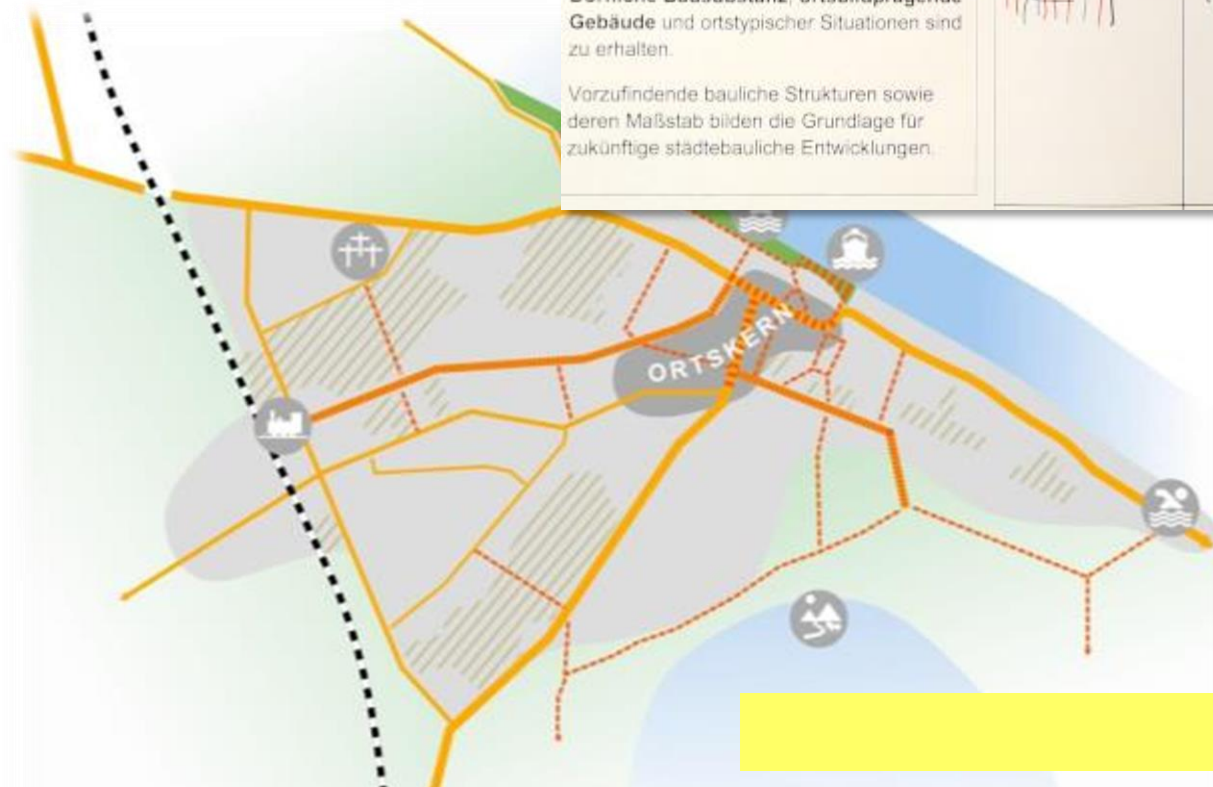 Gebäude und ortstypischer Situationen sind
zu erhalten.
Vorzufindende bauliche Strukturen sowie
deren Maßstab bilden die Grundlage für
zukünftige städtebauliche Entwicklungen.
ORTSKERN